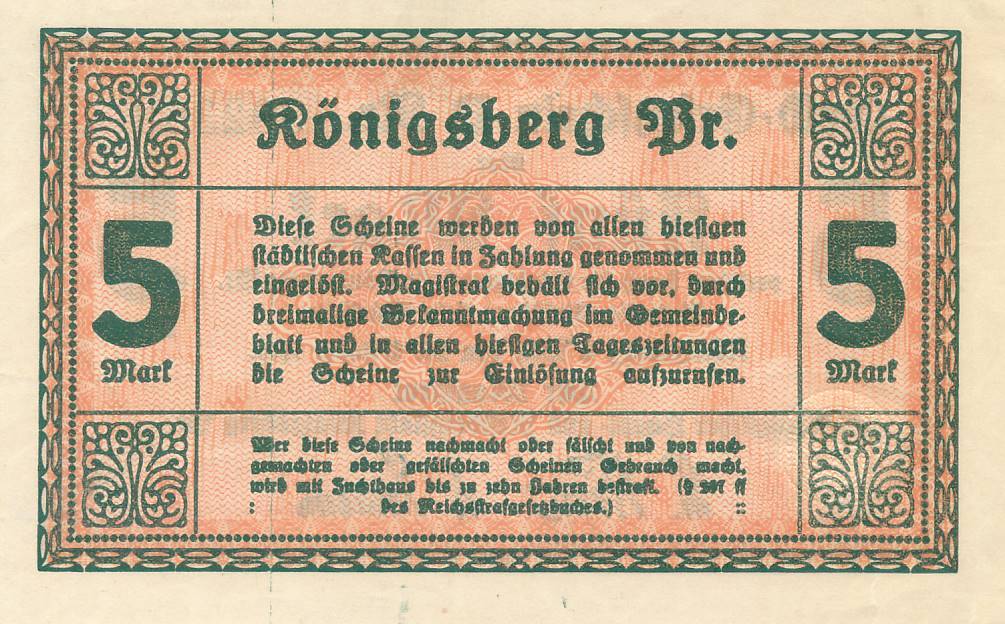 Königsberg Pr.
5
Mark
Diese Scheine werden von allen hiesigen
städtischen Kassen in Zahlung genommen und
eingelöst. Magistrat behält sich vor, durch
dreimalige Bekanntmachung im Gemeinde-
blatt und in allen hiesigen Tageszeitungen
die Scheine zur Einlösung aufzurufen.
5
Mark
Wer diese Scheine nachmacht oder fälscht und von nach-
gemachten oder gefälschten Scheinen Gebrauch macht,
wird mit Zuchthaus bis zu zehn Jahren bestraft. (§ ff
: des Reichsstrafgesetzbuches.) ::